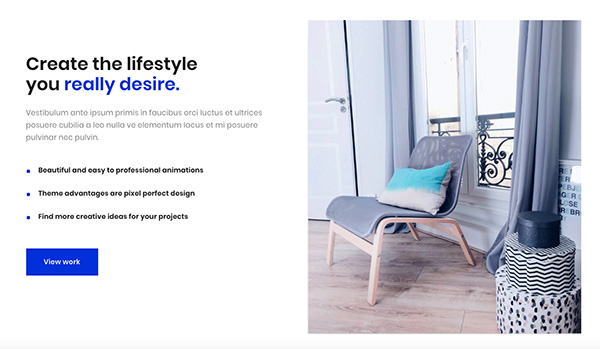 Create the lifestyle
you really desire.
Vestibulum ante ipsum primis in faucibus orci luctus et ultrices
posuere cubilia a leo nulla ve elementum lacus et mi posuere
pulvinar nec pulvin.
Beautiful and easy to professional animations
Theme advantages are pixel perfect design
Find more creative ideas for your projects
View work